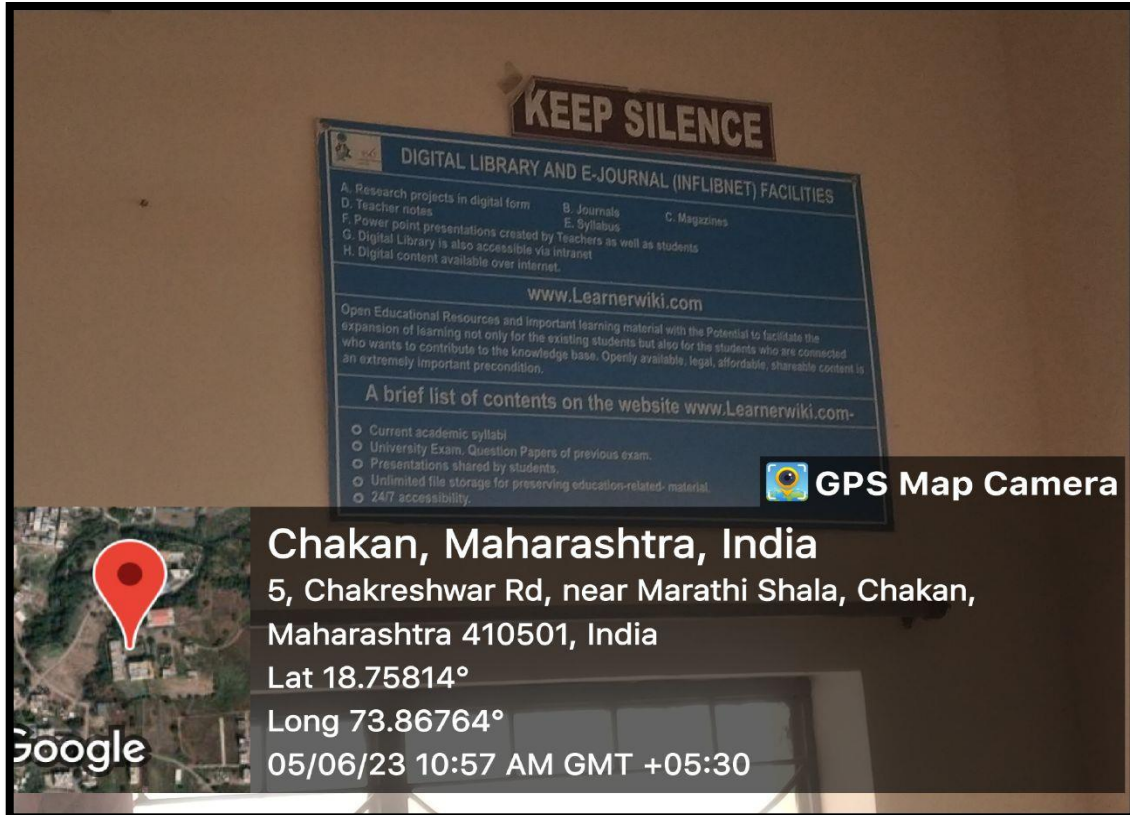 KEEP SILENCE
DIGITAL LIBRARY AND E-JOURNAL (INFLIBNET) FACILITIES
A. Research projects in digital form B. Journals C. Magazines
D. Teacher notes E. Syllabus
F. Power point presentations created by Teachers as well as students
G. Digital Library is also accessible via intranet
H. Digital content available over internet.
www.Learnerwiki.com
Open Educational Resources and important learning material with the Potential to facilitate the
expansion of learning not only for the existing students but also for the students who are connected
who wants to contribute to the knowledge base. Openly available, legal, affordable, shareable content is
an extremely important precondition.
A brief list of contents on the website www.Learnerwiki.com-
Current academic syllabi
University Exam. Question Papers of previous exam.
Presentations shared by students.
Unlimited file storage for preserving education-related- material.
24/7 accessibility.
GPS Map Camera
Chakan, Maharashtra, India
5, Chakreshwar Rd, near Marathi Shala, Chakan,
Maharashtra 410501, India
Lat 18.75814°
Long 73.86764°
05/06/23 10:57 AM GMT +05:30
Google